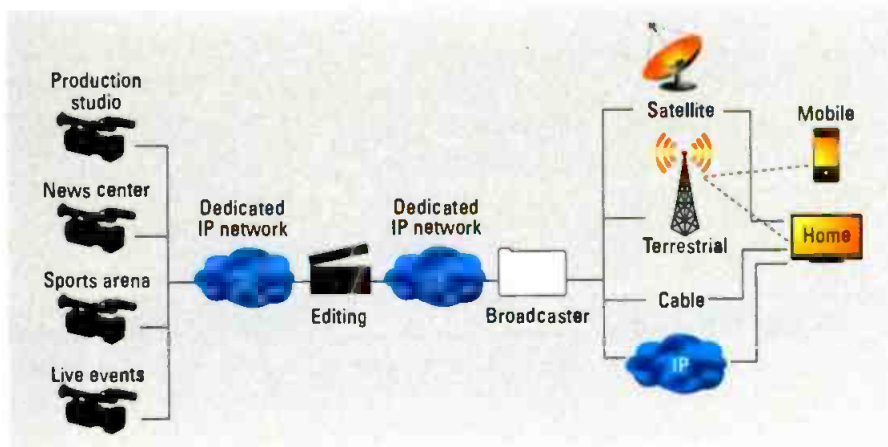 Production
studio
News center
Sports arena
Live events
Dedicated
IP network
Editing
Dedicated
IP network
Broadcaster
Satellite
Terrestrial
Cable
IP
Mobile
Home